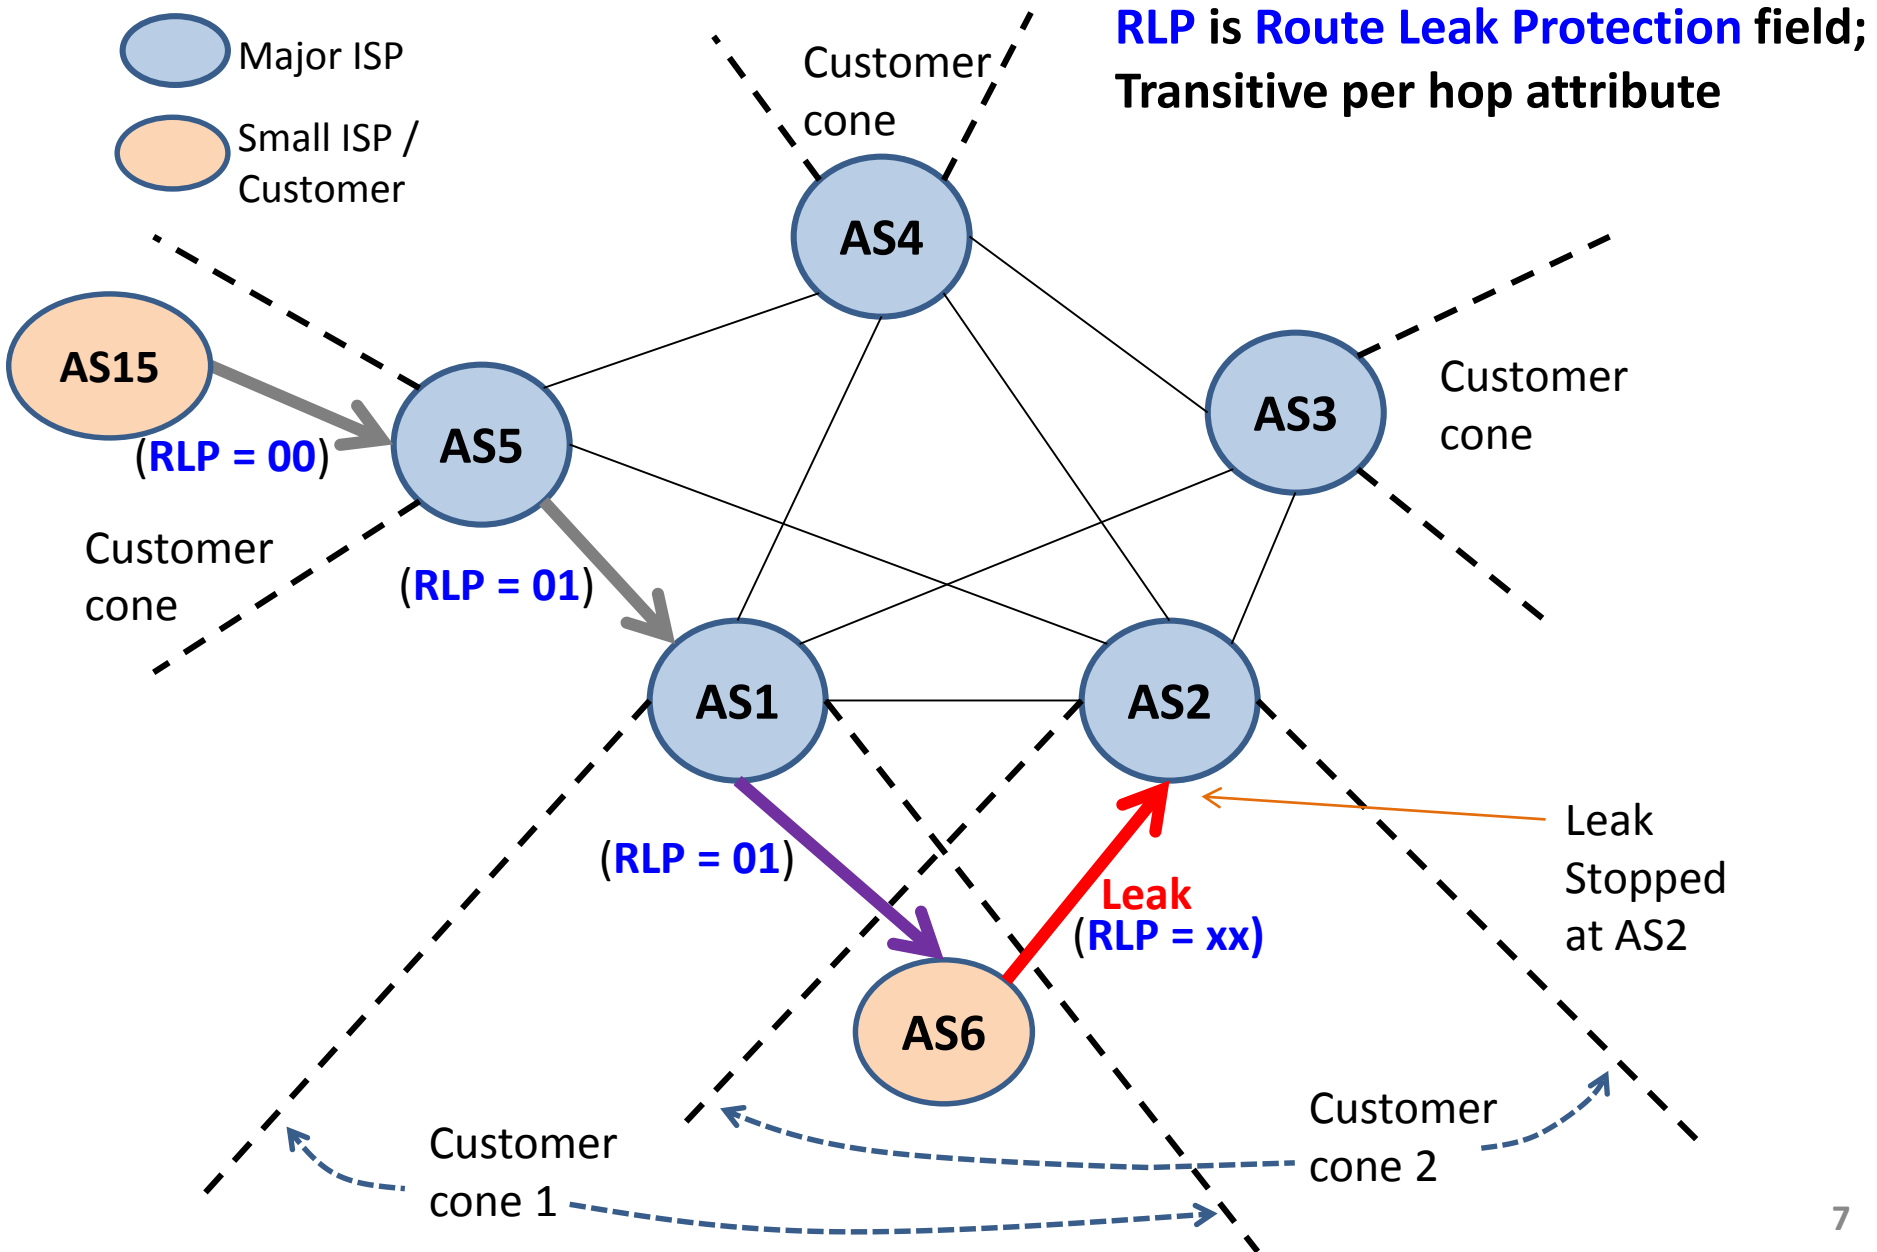 RLP is Route Leak Protection field;
Transitive per hop attribute
Major ISP
Small ISP /
Customer
Customer
cone
AS4
AS15
(RLP = 00)
AS5
AS3
Customer
cone
Customer
cone
(RLP = 01)
AS1
AS2
(RLP = 01)
Leak
(RLP = xx)
Leak
Stopped
at AS2
AS6
Customer
cone 1
Customer
cone 2
7